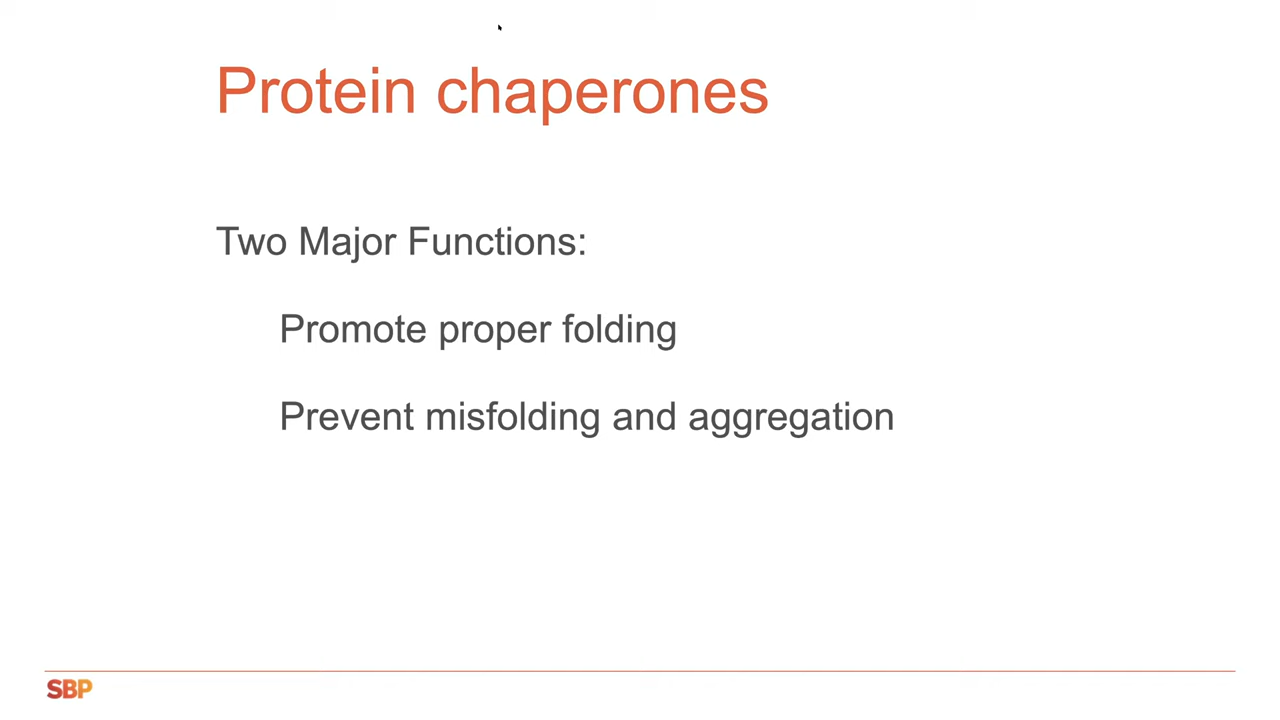 Protein chaperones
Two Major Functions:
Promote proper folding
Prevent misfolding and aggregation
SBP